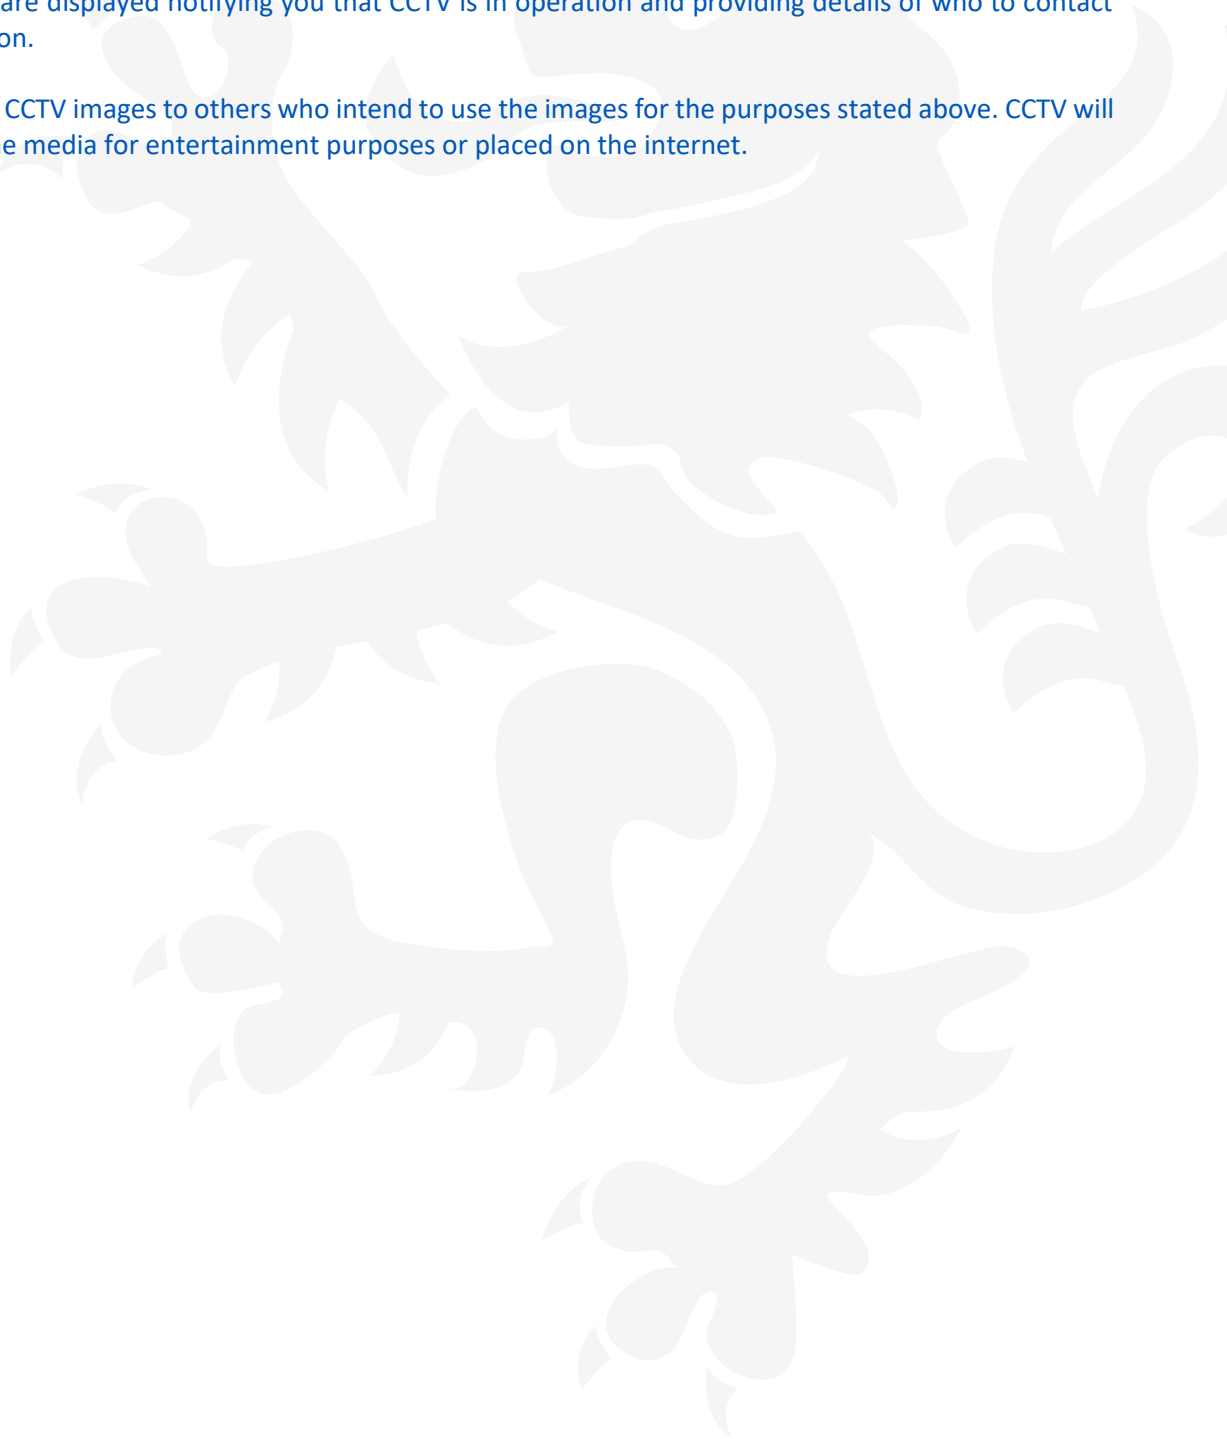 are displayed notifying you that CCTV is in operation and providing details of who to contact
on.
CCTV images to others who intend to use the images for the purposes stated above. CCTV will
e media for entertainment purposes or placed on the internet.